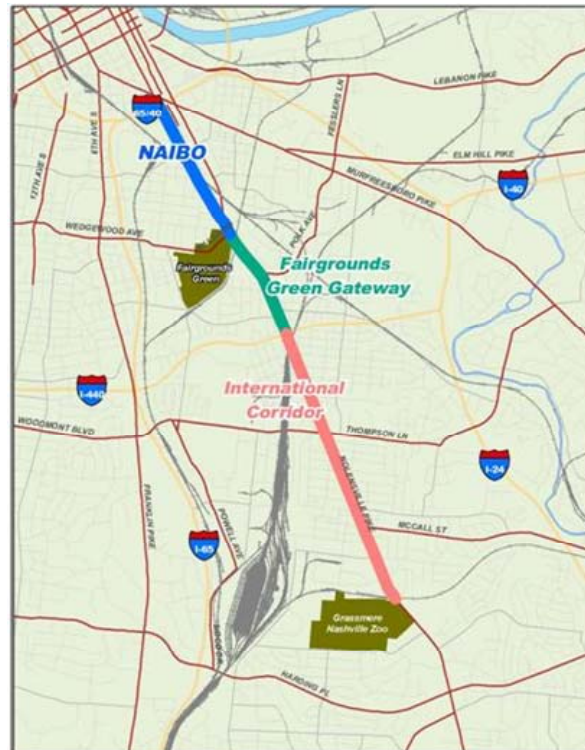 LEBANON PIKE
65/40
8TH AVE S
12TH AVE S
FESSLERS LN
NAIBO
ELM HILL PIKE
MURFREESBORO PIKE
I-40
WEDGEWOOD AVE
POLK AVE
Fairgrounds
Green
Fairgrounds
Green Gateway
International
Corridor
I-440
WOODMONT BLVD
THOMPSON LN
I-24
NOLENSVILLE PIKE
FRANKLIN PIKE
POWELL AVE
MCCALL ST
I-65
Grassmere
Nashville Zoo
HARDING PL